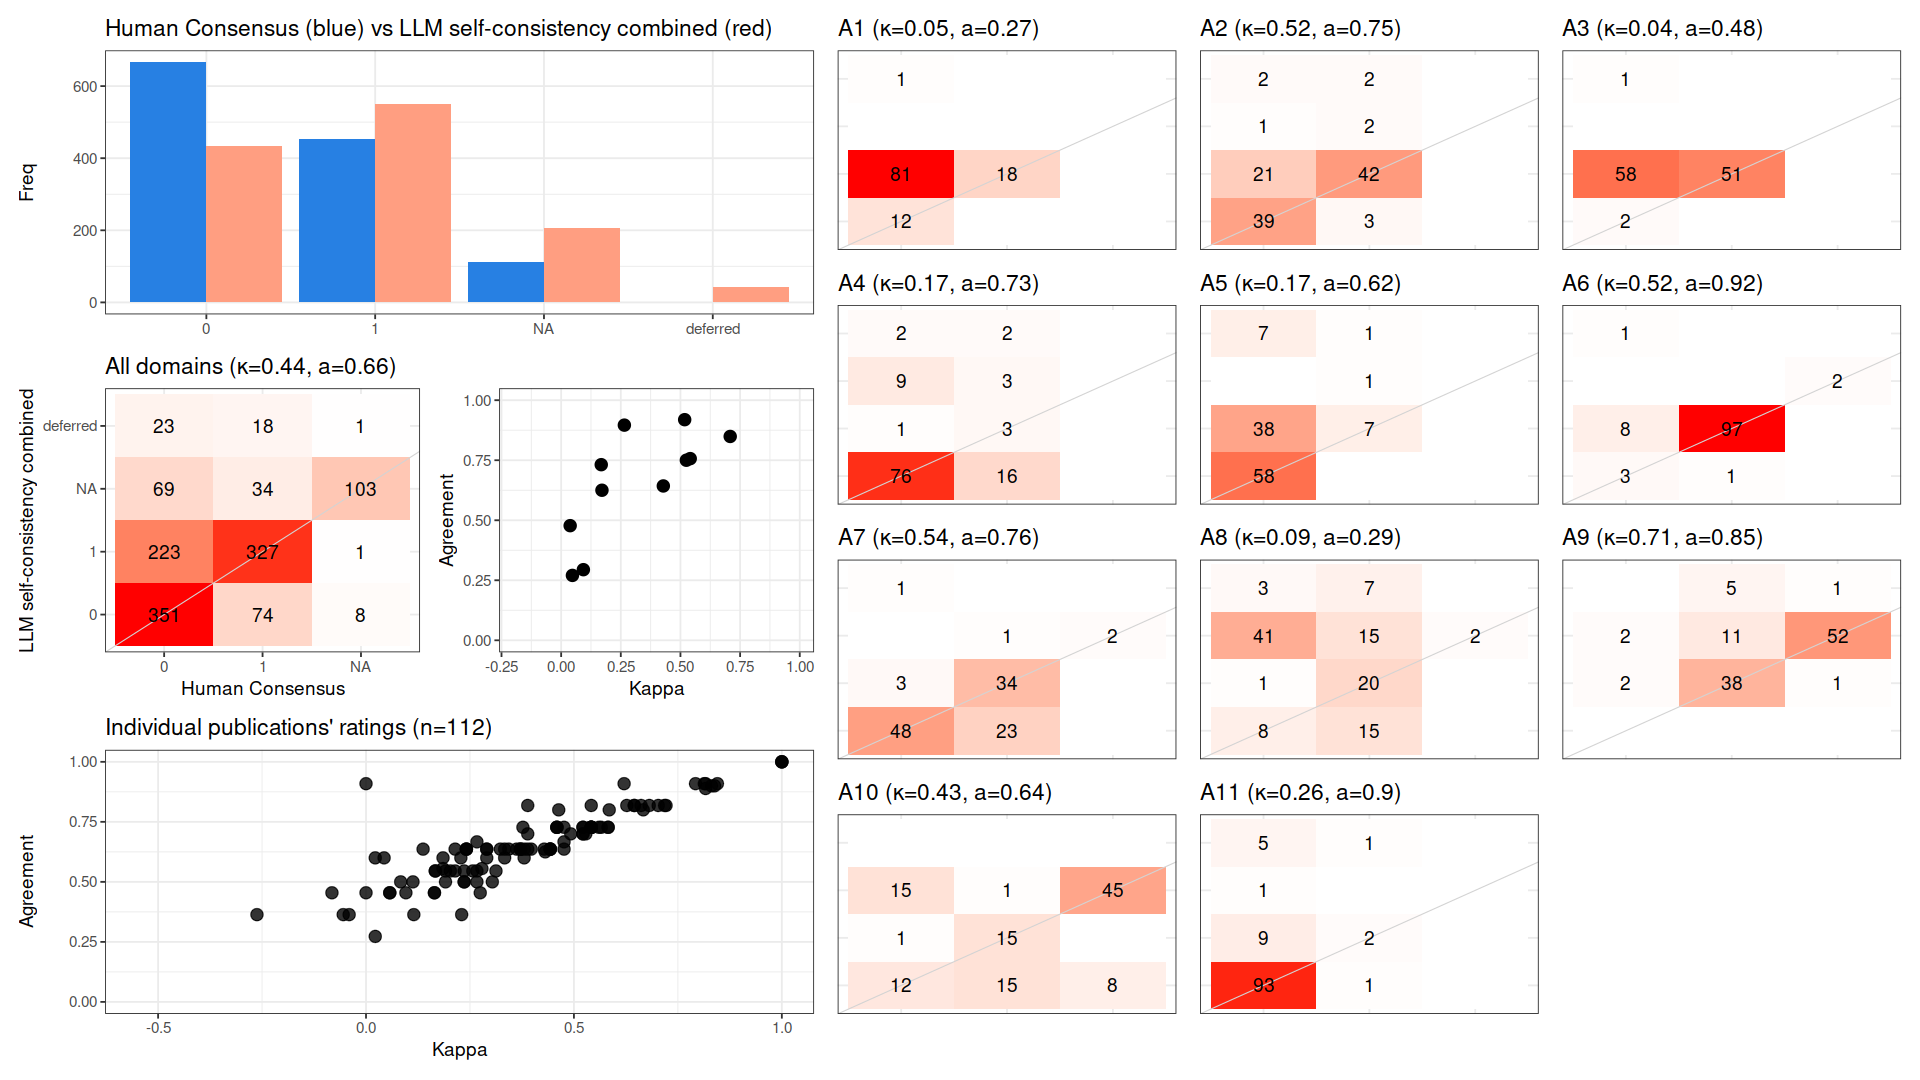 Human Consensus (blue) vs LLM self-consistency combined (red)
Freq
600
400
200
0
0 1 NA deferred
All domains (κ=0.44, a=0.66)
LLM self-consistency combined
deferred 23 18 1
NA 69 34 103
1 223 327 1
0 351 74 8
0 1 NA
Human Consensus
Agreement
1.00
0.75
0.50
0.25
0.00
-0.25 0.00 0.25 0.50 0.75 1.00
Kappa
Individual publications' ratings (n=112)
Agreement
1.00
0.75
0.50
0.25
0.00
-0.5 0.0 0.5 1.0
Kappa
A1 (κ=0.05, a=0.27)
1
81 18
12
A2 (κ=0.52, a=0.75)
2 2
1 2
21 42
39 3
A3 (κ=0.04, a=0.48)
1
58 51
2
A4 (κ=0.17, a=0.73)
2 2
9 3
1 3
76 16
A5 (κ=0.17, a=0.62)
7 1
1
38 7
58
A6 (κ=0.52, a=0.92)
1
2
8 97
3 1
A7 (κ=0.54, a=0.76)
1
1 2
3 34
48 23
A8 (κ=0.09, a=0.29)
3 7
41 15 2
1 20
8 15
A9 (κ=0.71, a=0.85)
5 1
2 11 52
2 38 1
A10 (κ=0.43, a=0.64)
15 1 45
1 15
12 15 8
A11 (κ=0.26, a=0.9)
5 1
1
9 2
93 1